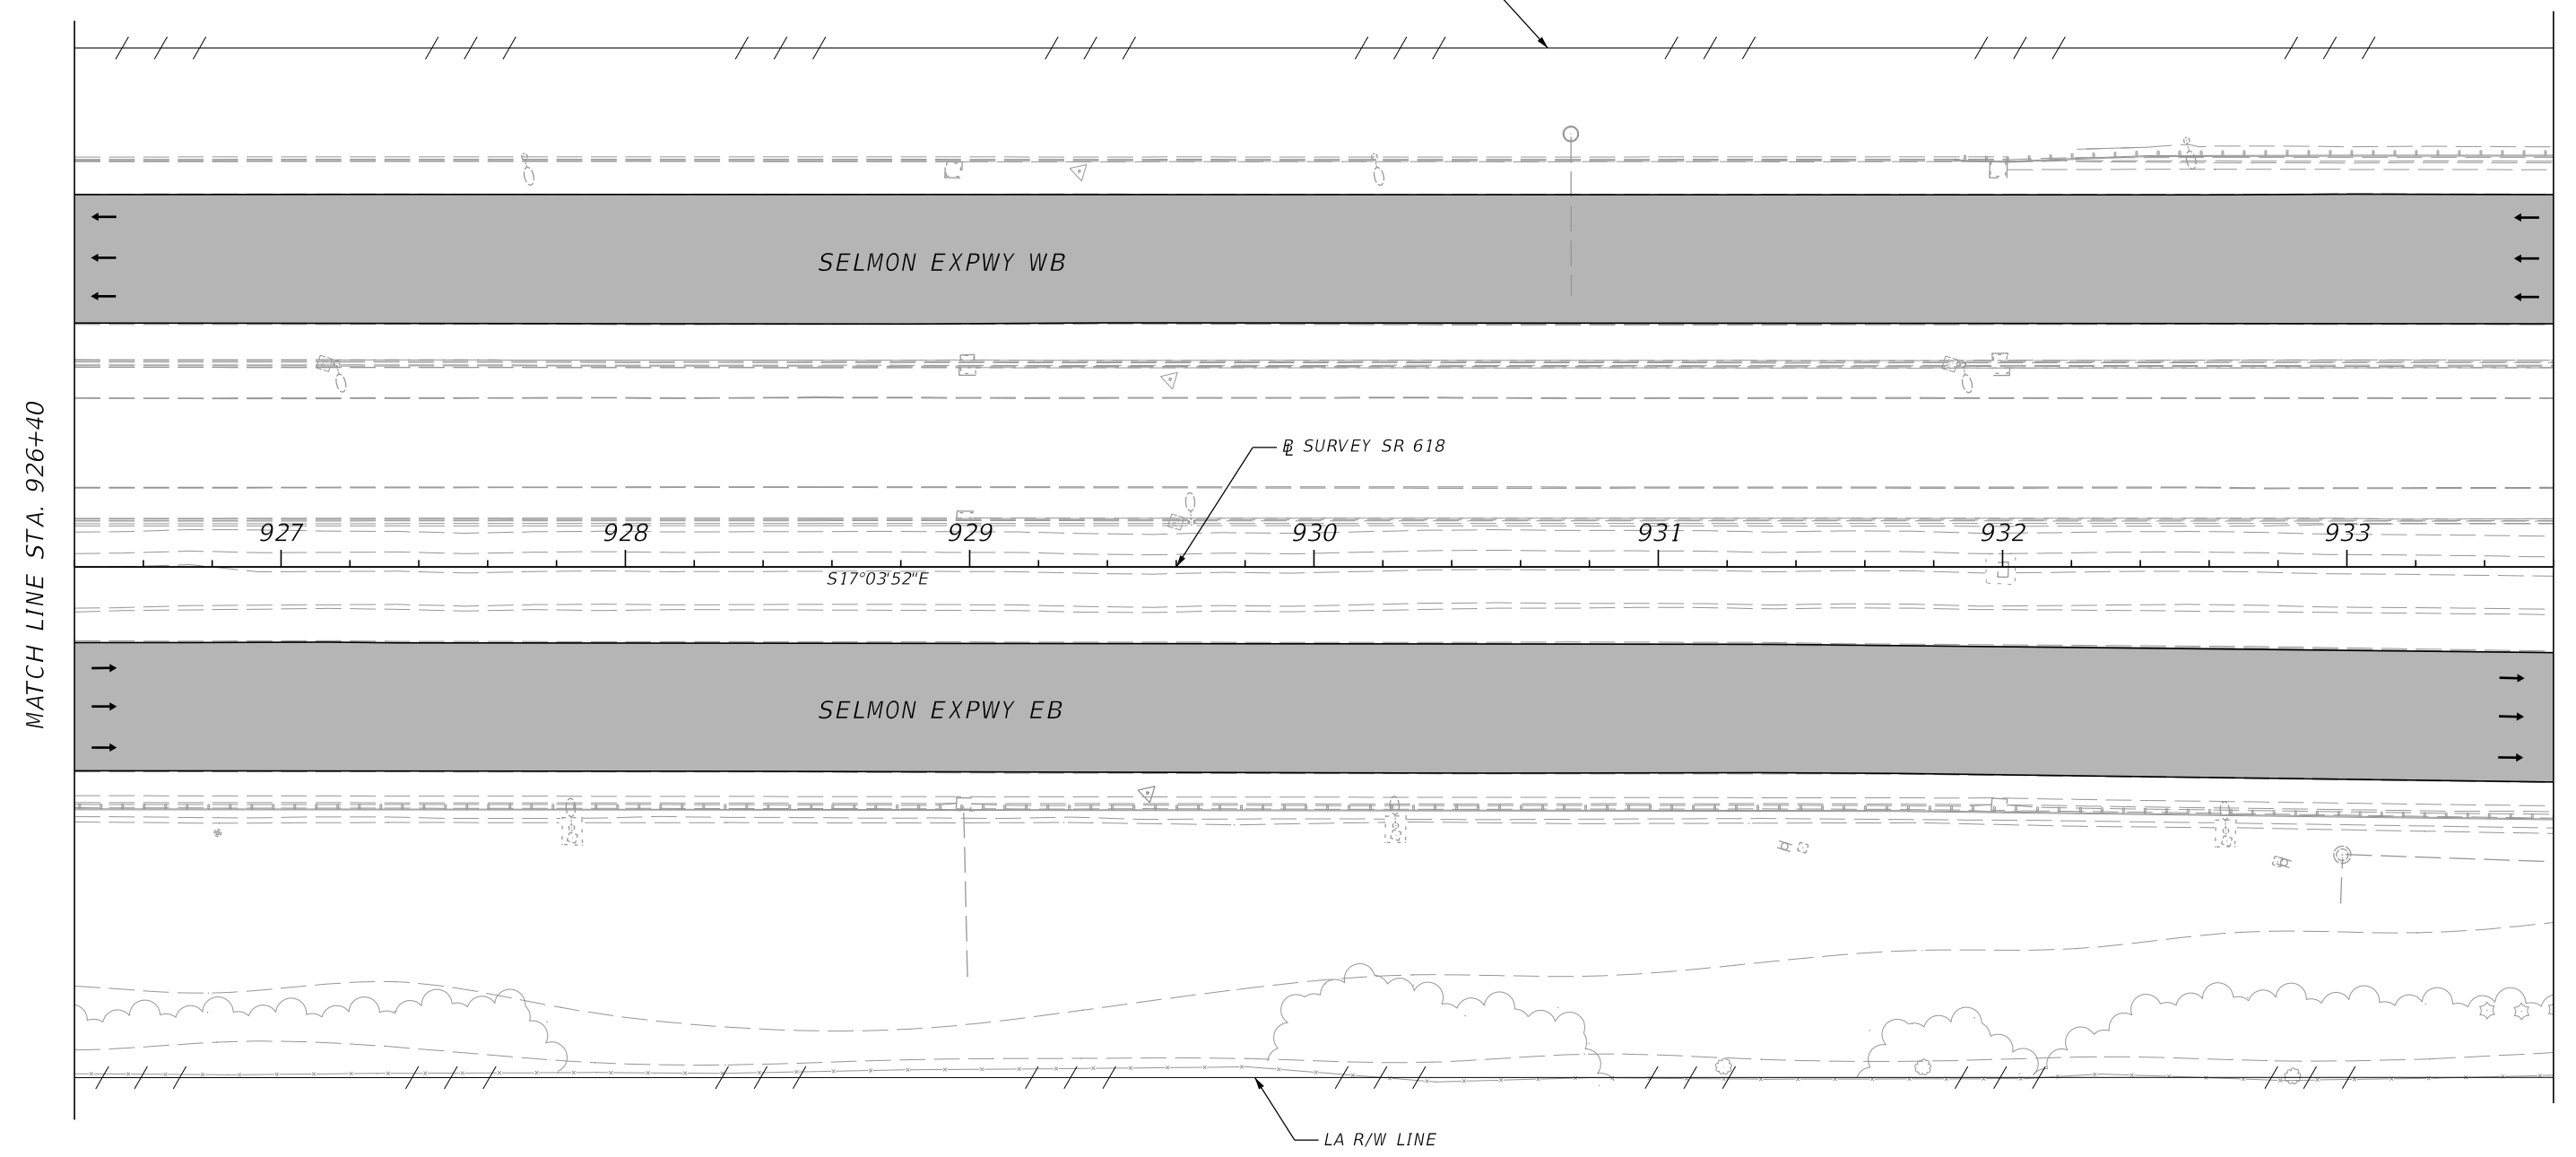 SELMON EXPWY WB
MATCH LINE STA. 926+40
BL SURVEY SR 618
927 928 929 930 931 932 933
S17°03'52"E
SELMON EXPWY EB
LA R/W LINE